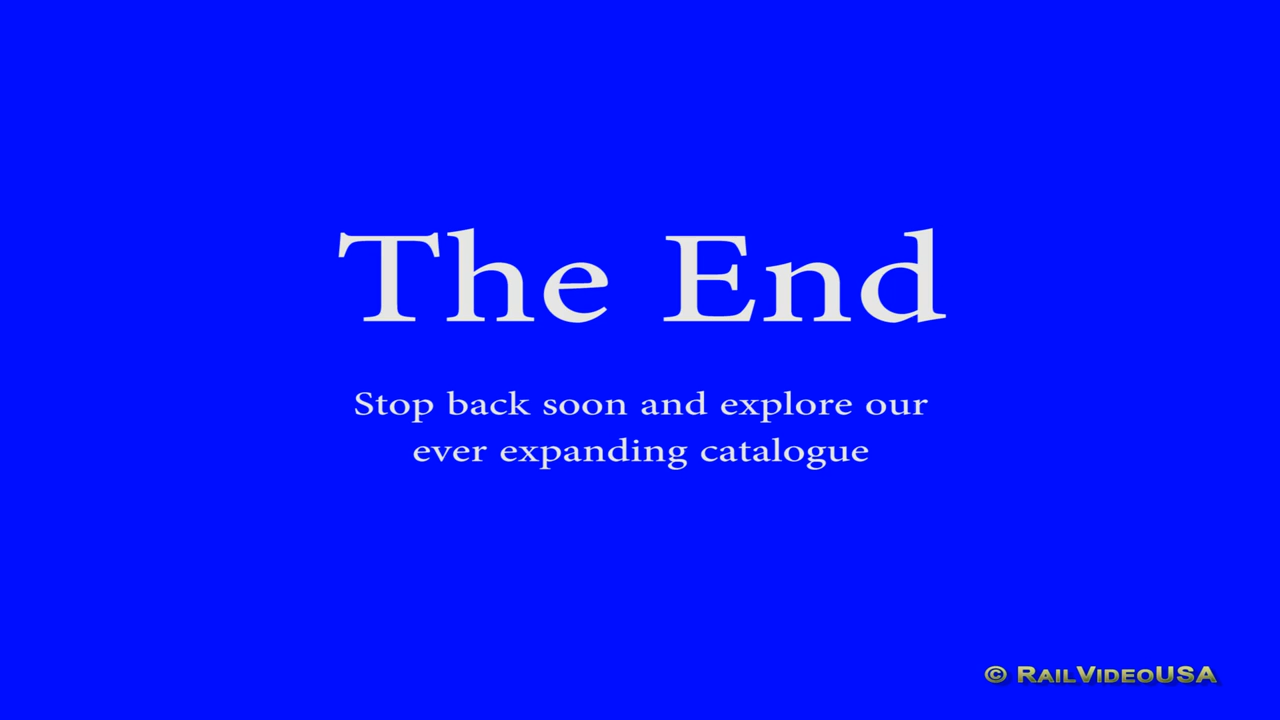 The End
Stop back soon and explore our
ever expanding catalogue
© RailVideoUSA